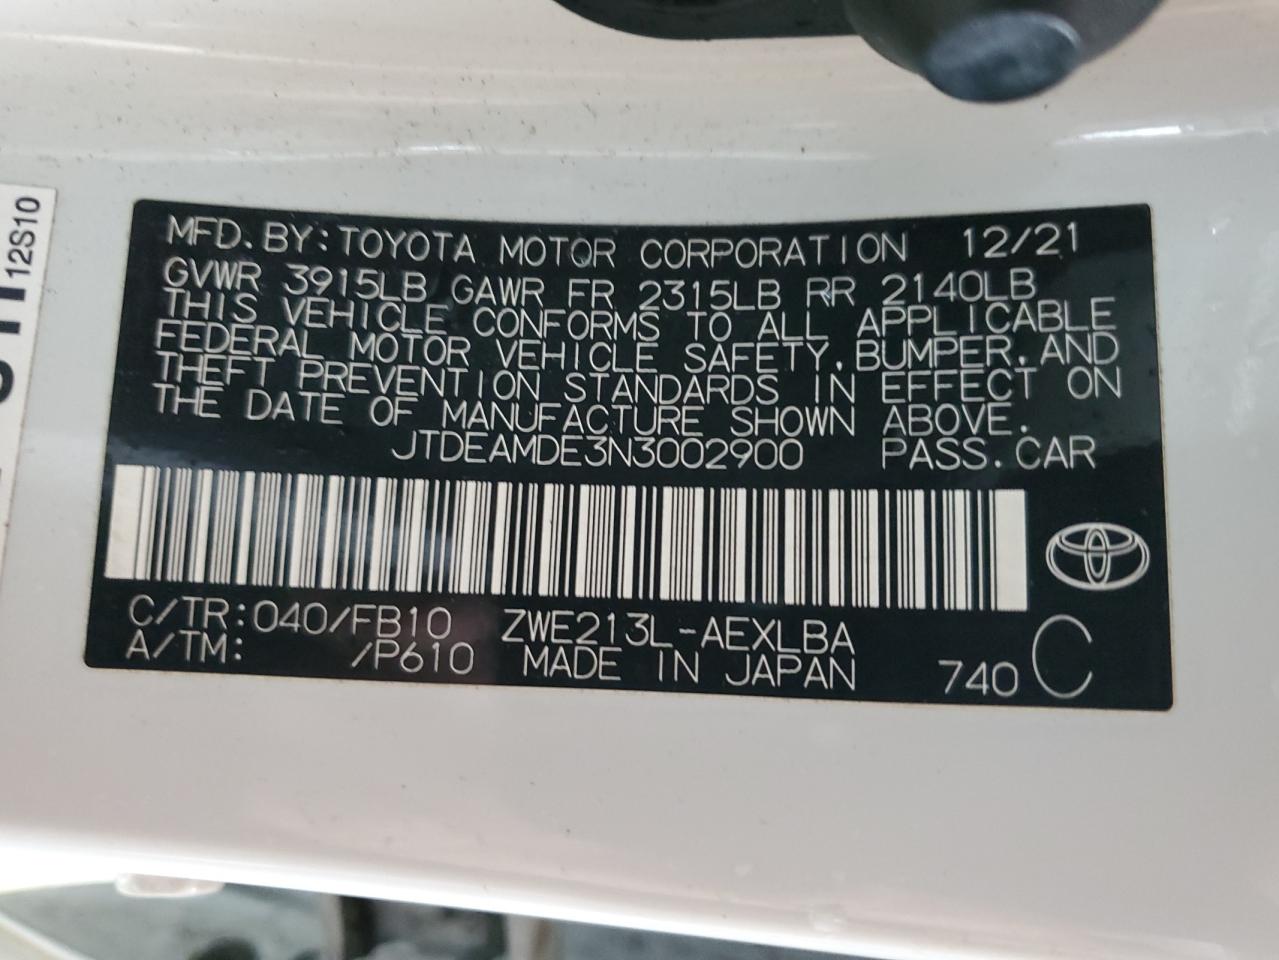 MFD.BY:TOYOTA MOTOR CORPORATION 12/21
GVWR 3915LB GAWR FR 2315LB RR 2140LB
THIS VEHICLE CONFORMS TO ALL APPLICABLE
FEDERAL MOTOR VEHICLE SAFETY,BUMPER,AND
THEFT PREVENTION STANDARDS IN EFFECT ON
THE DATE OF MANUFACTURE SHOWN ABOVE.
JTDEAMDE3N3002900 PASS.CAR
C/TR:040/FB10 ZWE213L-AEXLBA
A/TM: /P610 MADE IN JAPAN 740 C
12S10